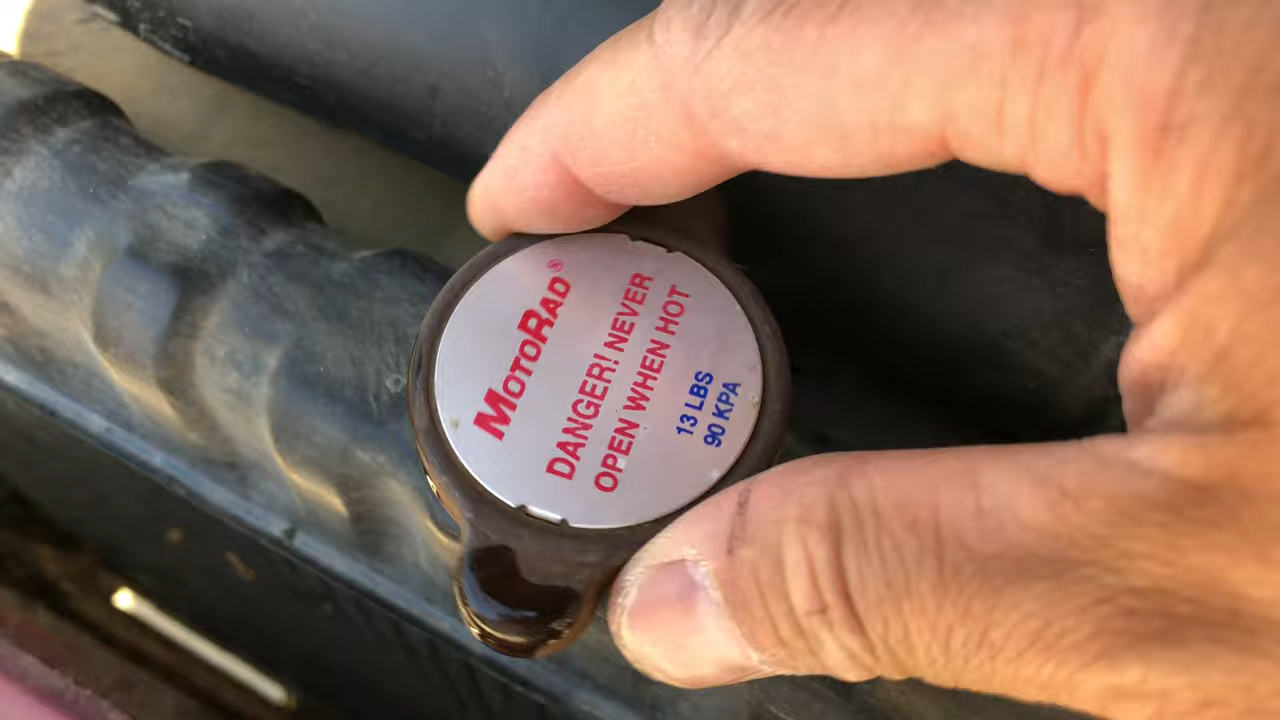 MOTORAD®
DANGER! NEVER
OPEN WHEN HOT
13 LBS
90 KPA